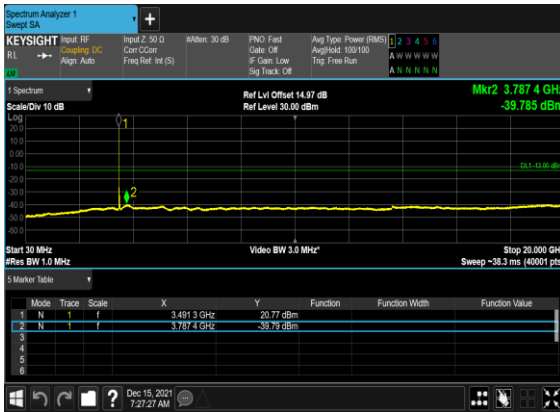 Spectrum Analyzer 1
Swept SA
+
KEYSIGHT Input: RF Input Z: 50 Ω #Atten: 30 dB PNO: Fast Avg Type: Power (RMS) 1 2 3 4 5 6
RL Coupling: DC Corr CCorr Gate: Off Avg|Hold: 100/100 A W W W W W
Align: Auto Freq Ref: Int (S) IF Gain: Low Trig: Free Run
LXI Sig Track: Off A N N N N N
1 Spectrum Ref Lvl Offset 14.97 dB Mkr2 3.787 4 GHz
Scale/Div 10 dB Ref Level 30.00 dBm -39.785 dBm
Log
20.0
10.0
0.00
-10.0
DL1 -13.00 dBm
-20.0
-30.0
-40.0
-50.0
-60.0
1
2
Start 30 MHz Video BW 3.0 MHz* Stop 20.000 GHz
#Res BW 1.0 MHz Sweep ~38.3 ms (40001 pts)
5 Marker Table
Mode Trace Scale X Y Function Function Width Function Value
1 N 1 f 3.491 3 GHz 20.77 dBm
2 N 1 f 3.787 4 GHz -39.79 dBm
3
4
5
6
? Dec 15, 2021
7:27:27 AM